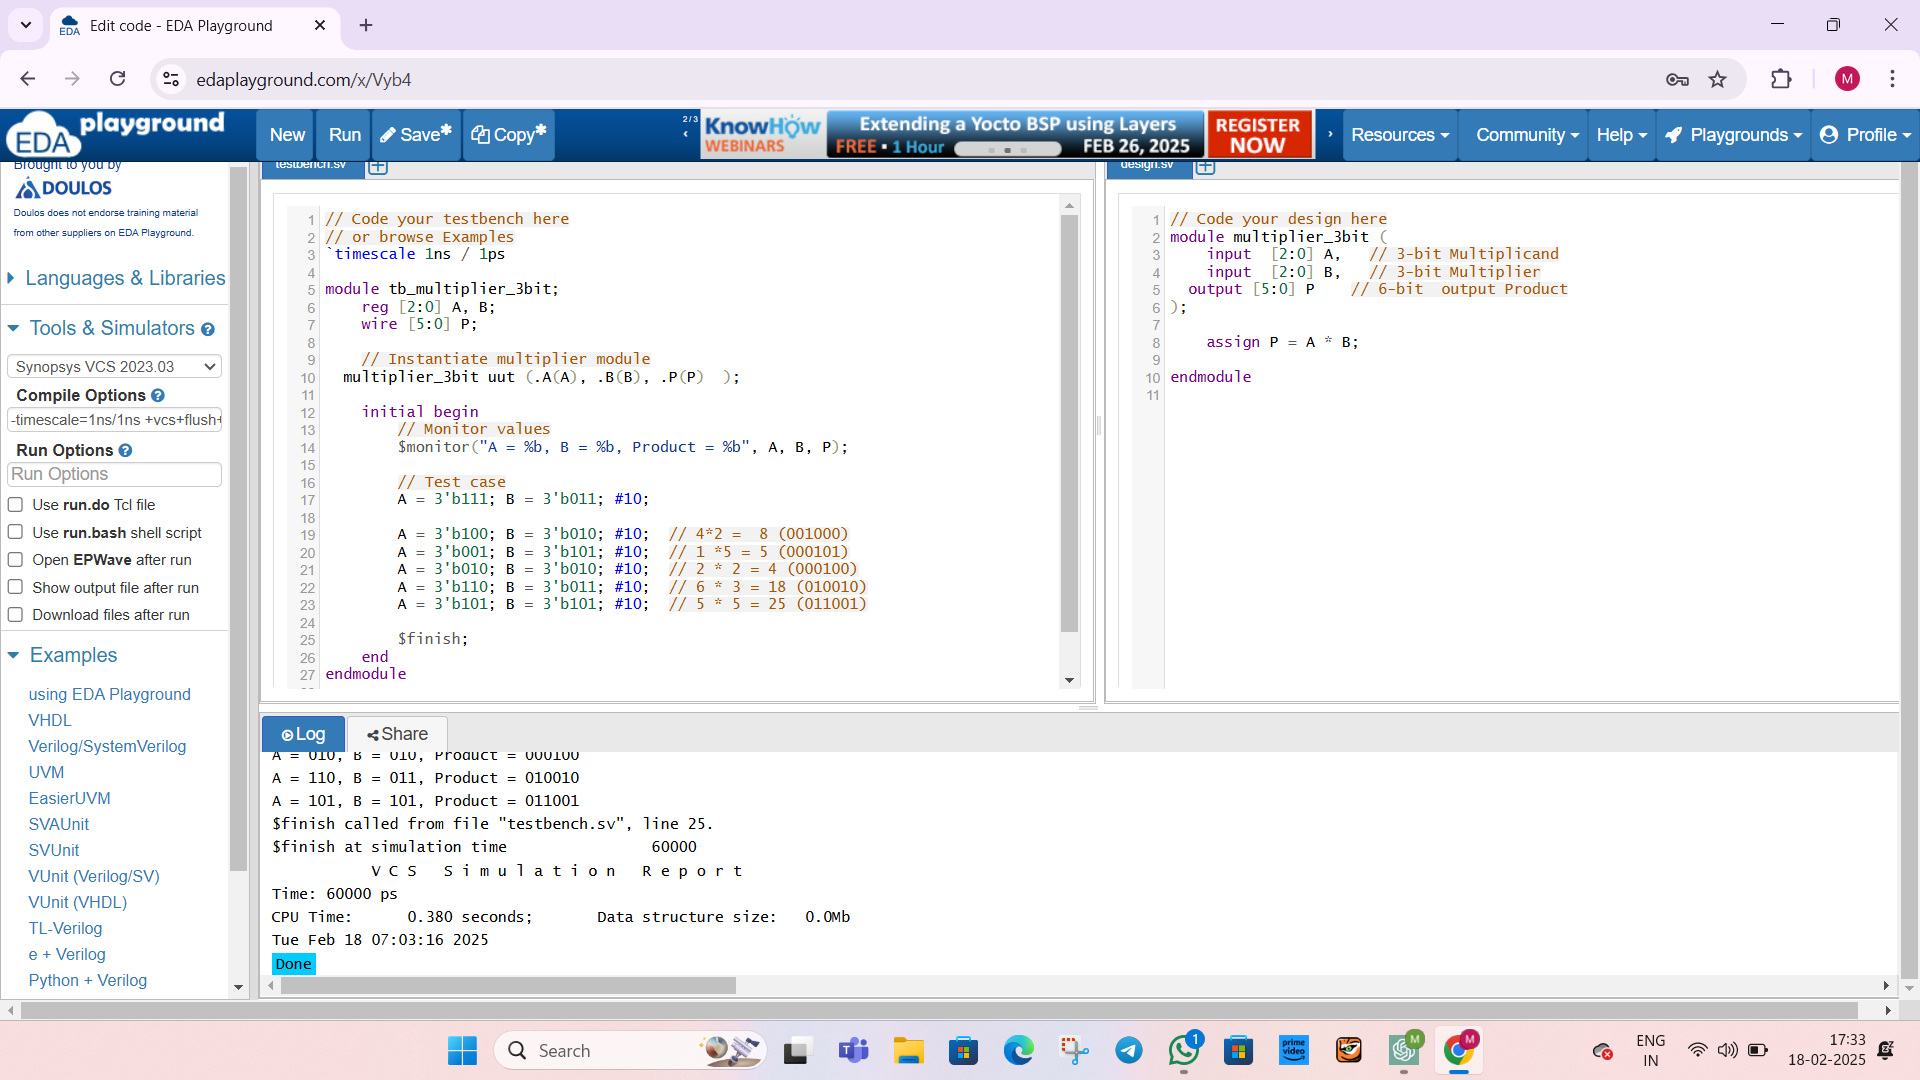 Edit code - EDA Playground
edaplayground.com/x/Vyb4
M
EDA playground
New
Run
Save*
Copy*
2/3
KnowHow
WEBINARS
Extending a Yocto BSP using Layers
FREE • 1 Hour
FEB 26, 2025
REGISTER
NOW
Resources
Community
Help
Playgrounds
Profile
Brought to you by
DOULOS
Doulos does not endorse training material
from other suppliers on EDA Playground.
Languages & Libraries
Tools & Simulators
Synopsys VCS 2023.03
Compile Options
-timescale=1ns/1ns +vcs+flush+
Run Options
Run Options
Use run.do Tcl file
Use run.bash shell script
Open EPWave after run
Show output file after run
Download files after run
Examples
using EDA Playground
VHDL
Verilog/SystemVerilog
UVM
EasierUVM
SVAUnit
SVUnit
VUnit (Verilog/SV)
VUnit (VHDL)
TL-Verilog
e + Verilog
Python + Verilog
testbench.sv
1 // Code your testbench here
2 // or browse Examples
3 `timescale 1ns / 1ps
4
5 module tb_multiplier_3bit;
6 reg [2:0] A, B;
7 wire [5:0] P;
8
9 // Instantiate multiplier module
10 multiplier_3bit uut (.A(A), .B(B), .P(P) );
11
12 initial begin
13 // Monitor values
14 $monitor("A = %b, B = %b, Product = %b", A, B, P);
15
16 // Test case
17 A = 3'b111; B = 3'b011; #10;
18
19 A = 3'b100; B = 3'b010; #10; // 4*2 = 8 (001000)
20 A = 3'b001; B = 3'b101; #10; // 1 *5 = 5 (000101)
21 A = 3'b010; B = 3'b010; #10; // 2 * 2 = 4 (000100)
22 A = 3'b110; B = 3'b011; #10; // 6 * 3 = 18 (010010)
23 A = 3'b101; B = 3'b101; #10; // 5 * 5 = 25 (011001)
24
25 $finish;
26 end
27 endmodule
design.sv
1 // Code your design here
2 module multiplier_3bit (
3 input [2:0] A, // 3-bit Multiplicand
4 input [2:0] B, // 3-bit Multiplier
5 output [5:0] P // 6-bit output Product
6 );
7
8 assign P = A * B;
9
10 endmodule
11
Log
Share
A = 010, B = 010, Product = 000100
A = 110, B = 011, Product = 010010
A = 101, B = 101, Product = 011001
$finish called from file "testbench.sv", line 25.
$finish at simulation time 60000
V C S S i m u l a t i o n R e p o r t
Time: 60000 ps
CPU Time: 0.380 seconds; Data structure size: 0.0Mb
Tue Feb 18 07:03:16 2025
Done
Search
prime
video
1
M
M
ENG
IN
17:33
18-02-2025